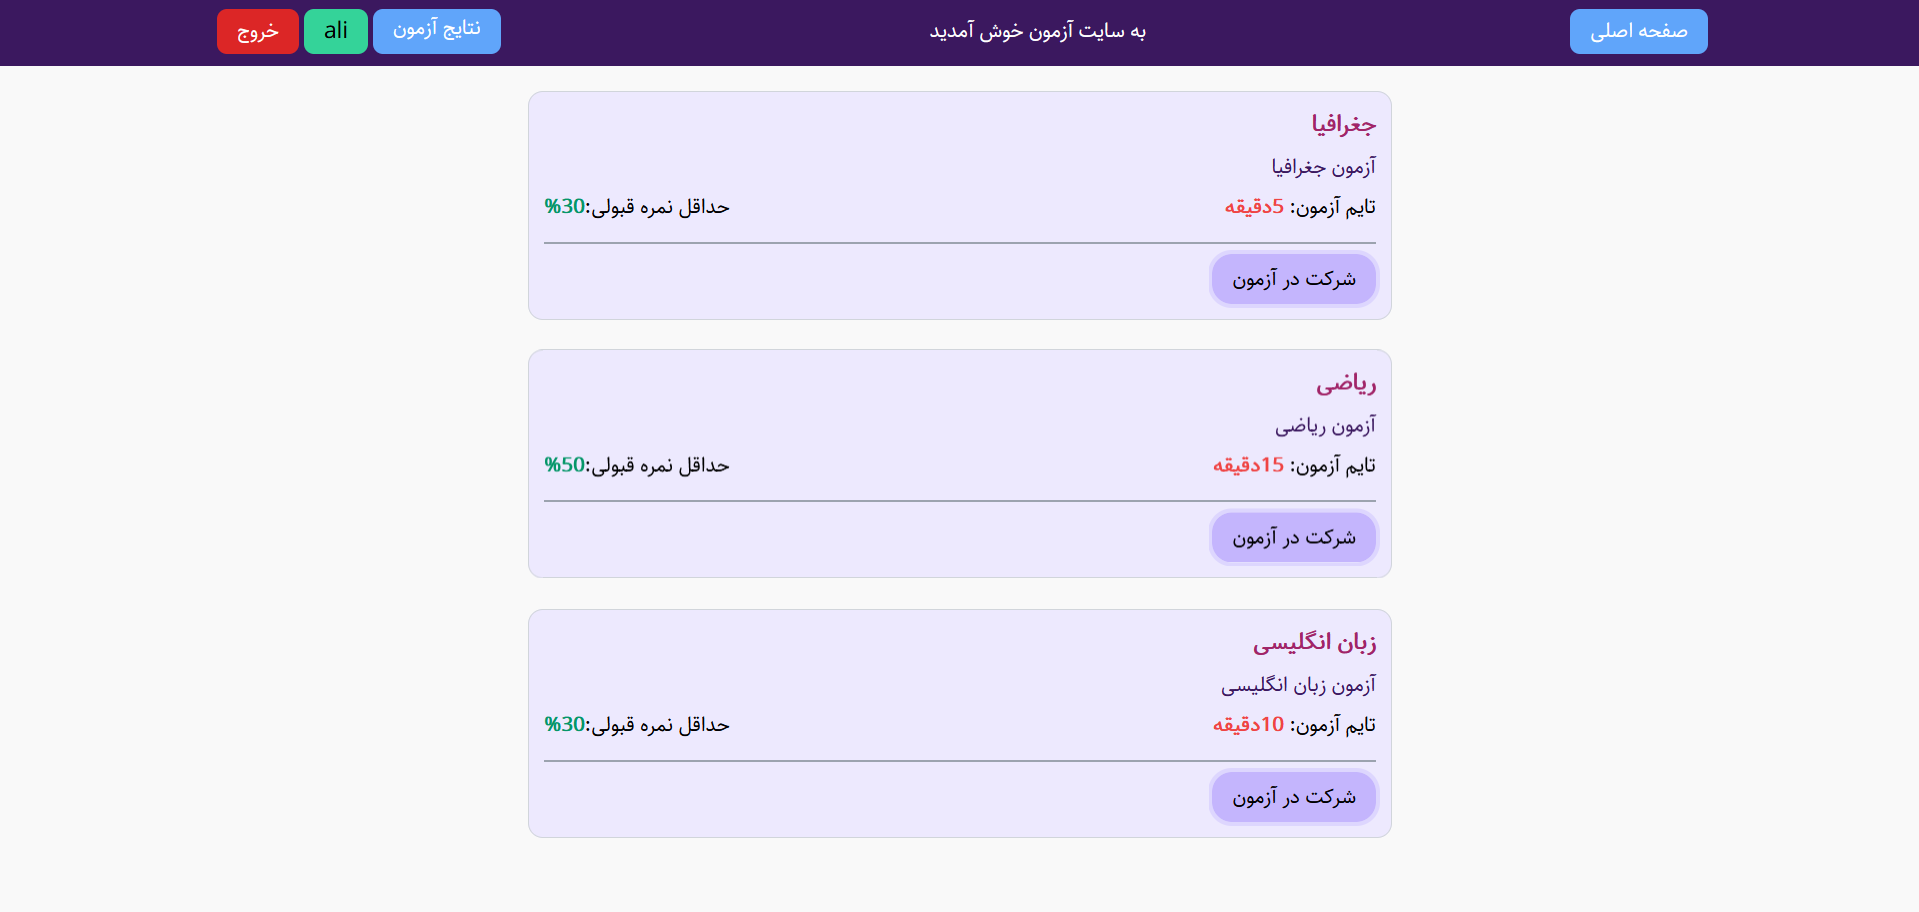 صفحه اصلی
به سایت آزمون خوش آمدید
نتایج آزمون
ali
خروج
جغرافیا
آزمون جغرافیا
تایم آزمون: 5دقیقه
حداقل نمره قبولی:30%
شرکت در آزمون
ریاضی
آزمون ریاضی
تایم آزمون: 15دقیقه
حداقل نمره قبولی:50%
شرکت در آزمون
زبان انگلیسی
آزمون زبان انگلیسی
تایم آزمون: 10دقیقه
حداقل نمره قبولی:30%
شرکت در آزمون